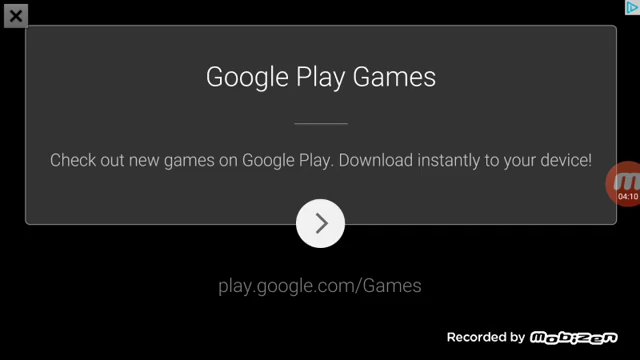 Google Play Games
Check out new games on Google Play. Download instantly to your device!
04:10
play.google.com/Games
Recorded by mobizen